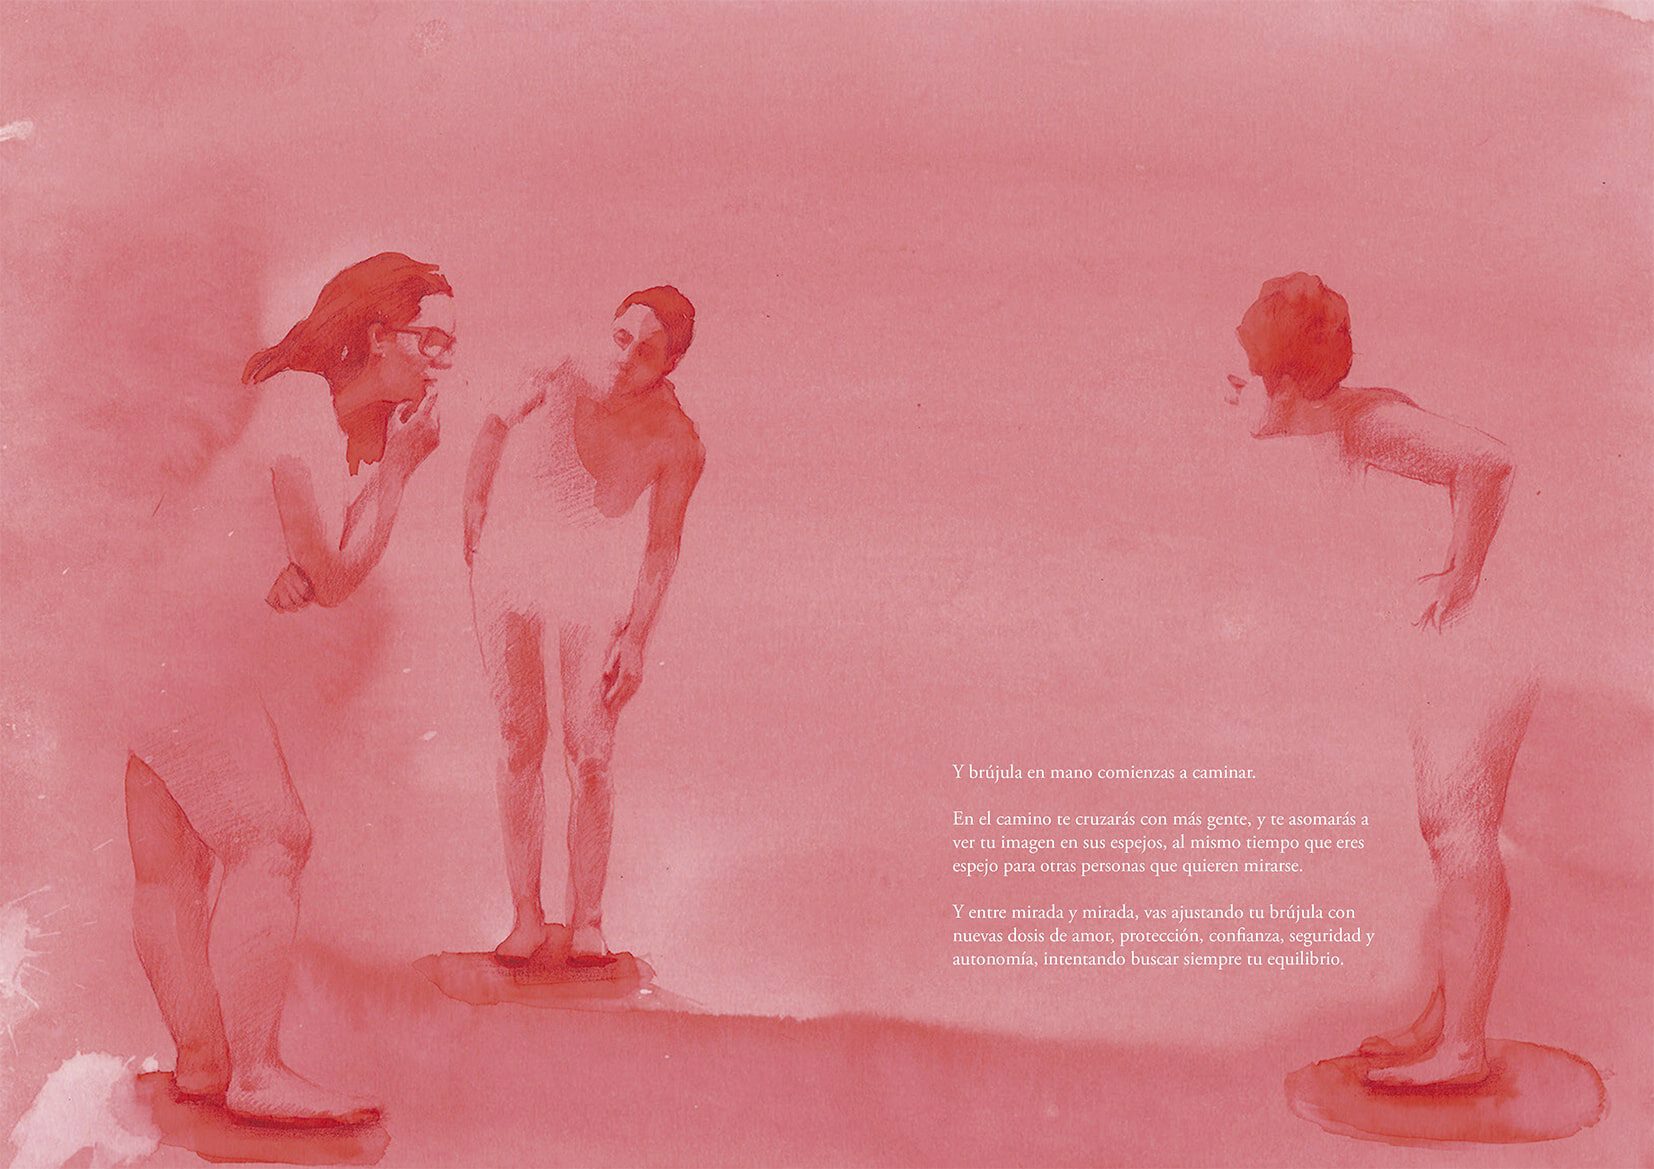 Y brújula en mano comienzas a caminar.
En el camino te cruzarás con más gente, y te asomarás a
ver tu imagen en sus espejos, al mismo tiempo que eres
espejo para otras personas que quieren mirarse.
Y entre mirada y mirada, vas ajustando tu brújula con
nuevas dosis de amor, protección, confianza, seguridad y
autonomía, intentando buscar siempre tu equilibrio.